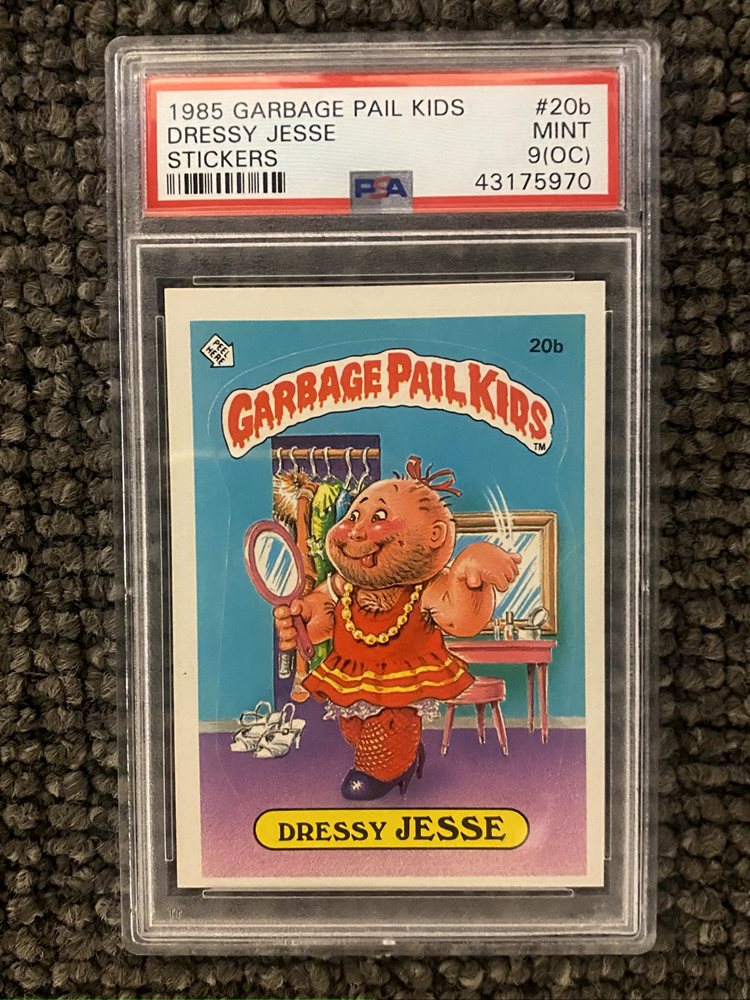 1985 GARBAGE PAIL KIDS #20b
DRESSY JESSE MINT
STICKERS 9(OC)
PSA 43175970
PEEL HERE
20b
GARBAGE PAIL KIDS
TM
DRESSY JESSE